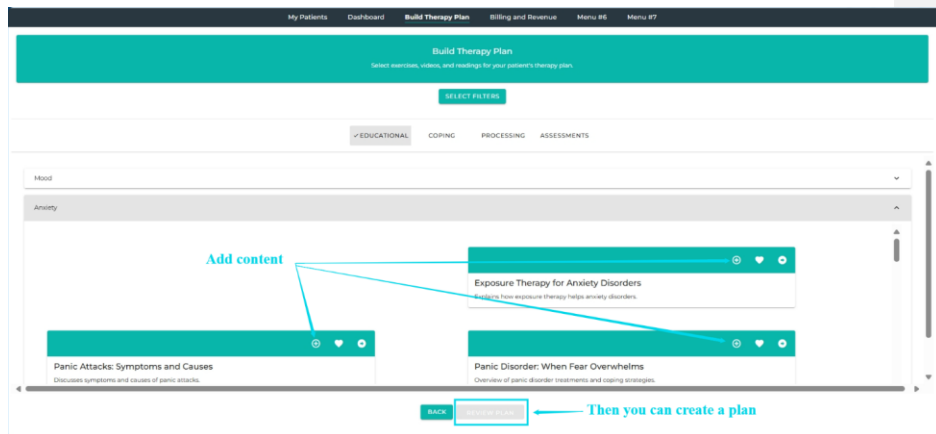 My Patients Dashboard Build Therapy Plan Billing and Revenue Menu #6 Menu #7
Build Therapy Plan
Select exercises, videos, and readings for your patient's therapy plan.
SELECT FILTERS
✓ EDUCATIONAL COPING PROCESSING ASSESSMENTS
Mood
Anxiety
Add content
Exposure Therapy for Anxiety Disorders
Explains how exposure therapy helps anxiety disorders.
Panic Attacks: Symptoms and Causes
Discusses symptoms and causes of panic attacks.
Panic Disorder: When Fear Overwhelms
Overview of panic disorder treatments and coping strategies.
BACK REVIEW PLAN Then you can create a plan